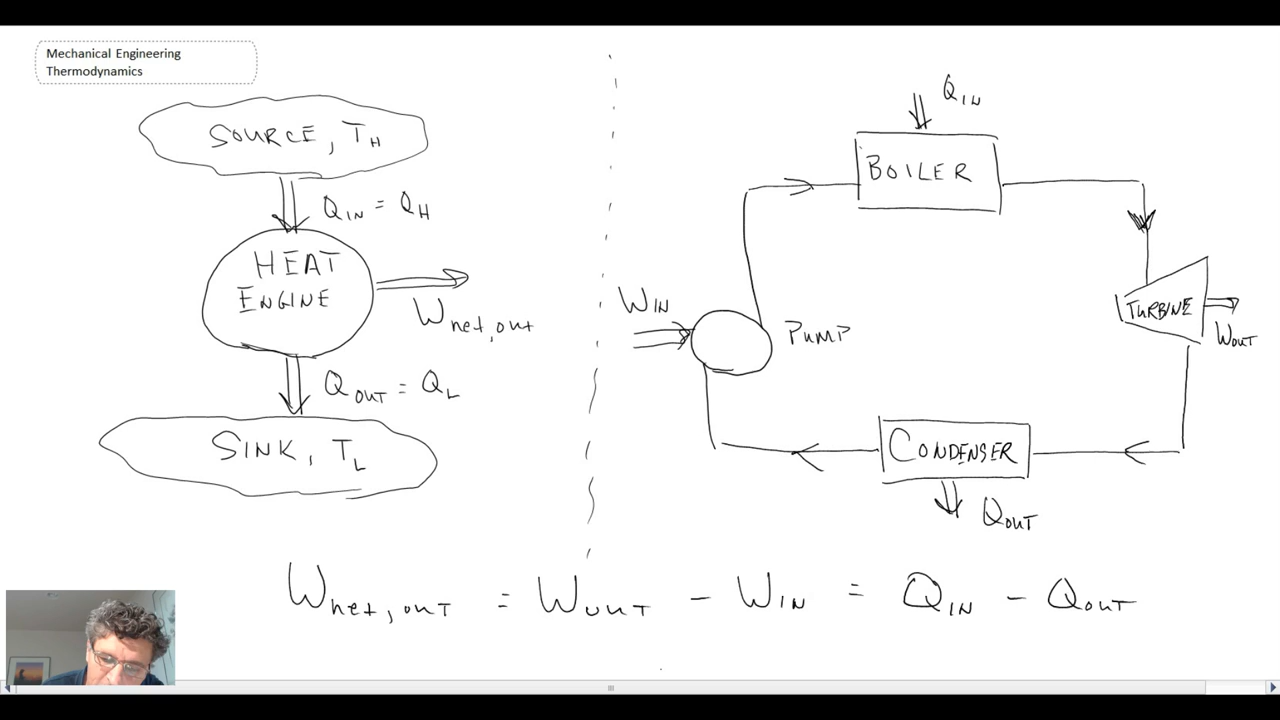 Mechanical Engineering
Thermodynamics
SOURCE, TH
QIN = QH
HEAT
ENGINE
Wnet,out
QOUT = QL
SINK, TL
QIN
BOILER
TURBINE
WOUT
WIN
PUMP
CONDENSER
QOUT
Wnet,out = WOUT - WIN = QIN - QOUT